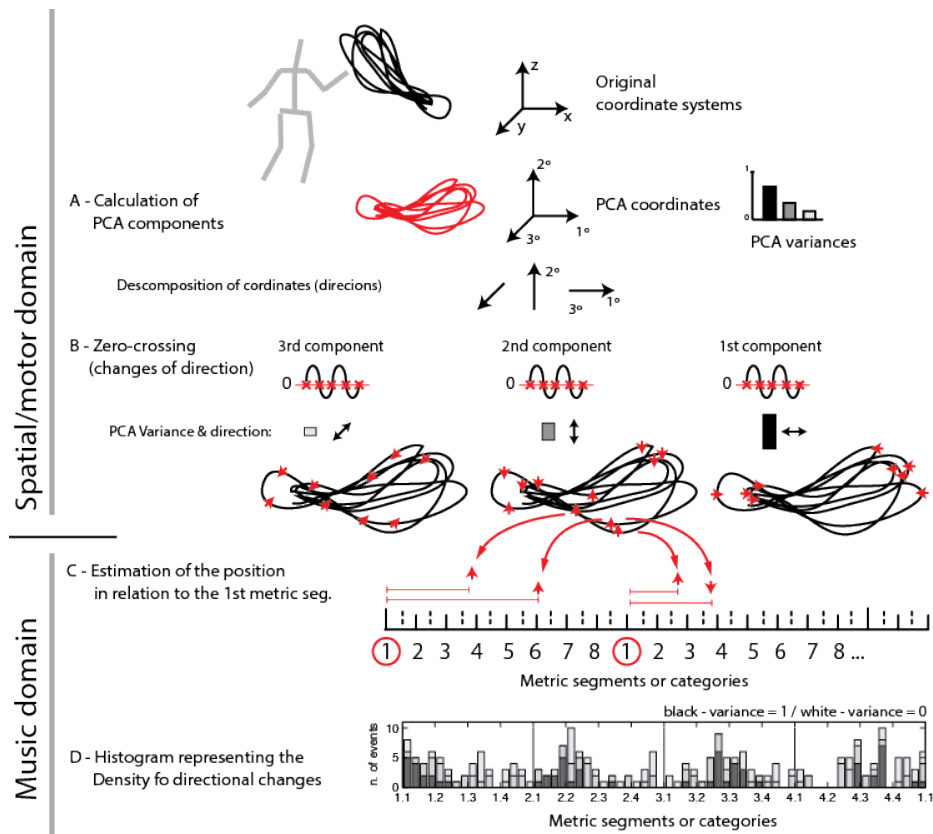 Spatial/motor domain
z
x
y
Original
coordinate systems
A - Calculation of
PCA components
2º
1º
3º
PCA coordinates
1
0
PCA variances
Descomposition of cordinates (direcions)
2º
3º
1º
B - Zero-crossing
(changes of direction)
3rd component
2nd component
1st component
0
0
0
PCA Variance & direction:
Music domain
C - Estimation of the position
in relation to the 1st metric seg.
1 2 3 4 5 6 7 8 1 2 3 4 5 6 7 8 ...
Metric segments or categories
black - variance = 1 / white - variance = 0
D - Histogram representing the
Density fo directional changes
n. of events
10
5
0
1.1 1.2 1.3 1.4 2.1 2.2 2.3 2.4 3.1 3.2 3.3 3.4 4.1 4.2 4.3 4.4 1.1
Metric segments or categories